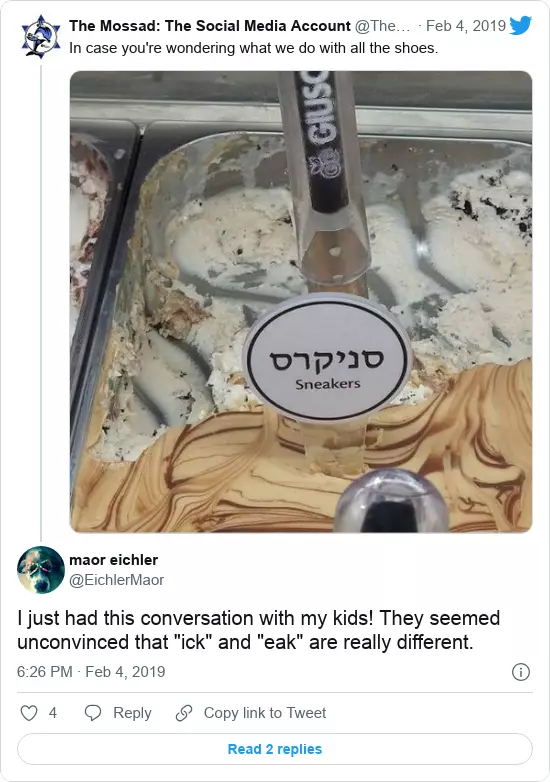 The Mossad: The Social Media Account @The... · Feb 4, 2019
In case you're wondering what we do with all the shoes.
GIUSC
סניקרס
Sneakers
maor eichler
@EichlerMaor
I just had this conversation with my kids! They seemed
unconvinced that "ick" and "eak" are really different.
6:26 PM · Feb 4, 2019
4 Reply Copy link to Tweet
Read 2 replies